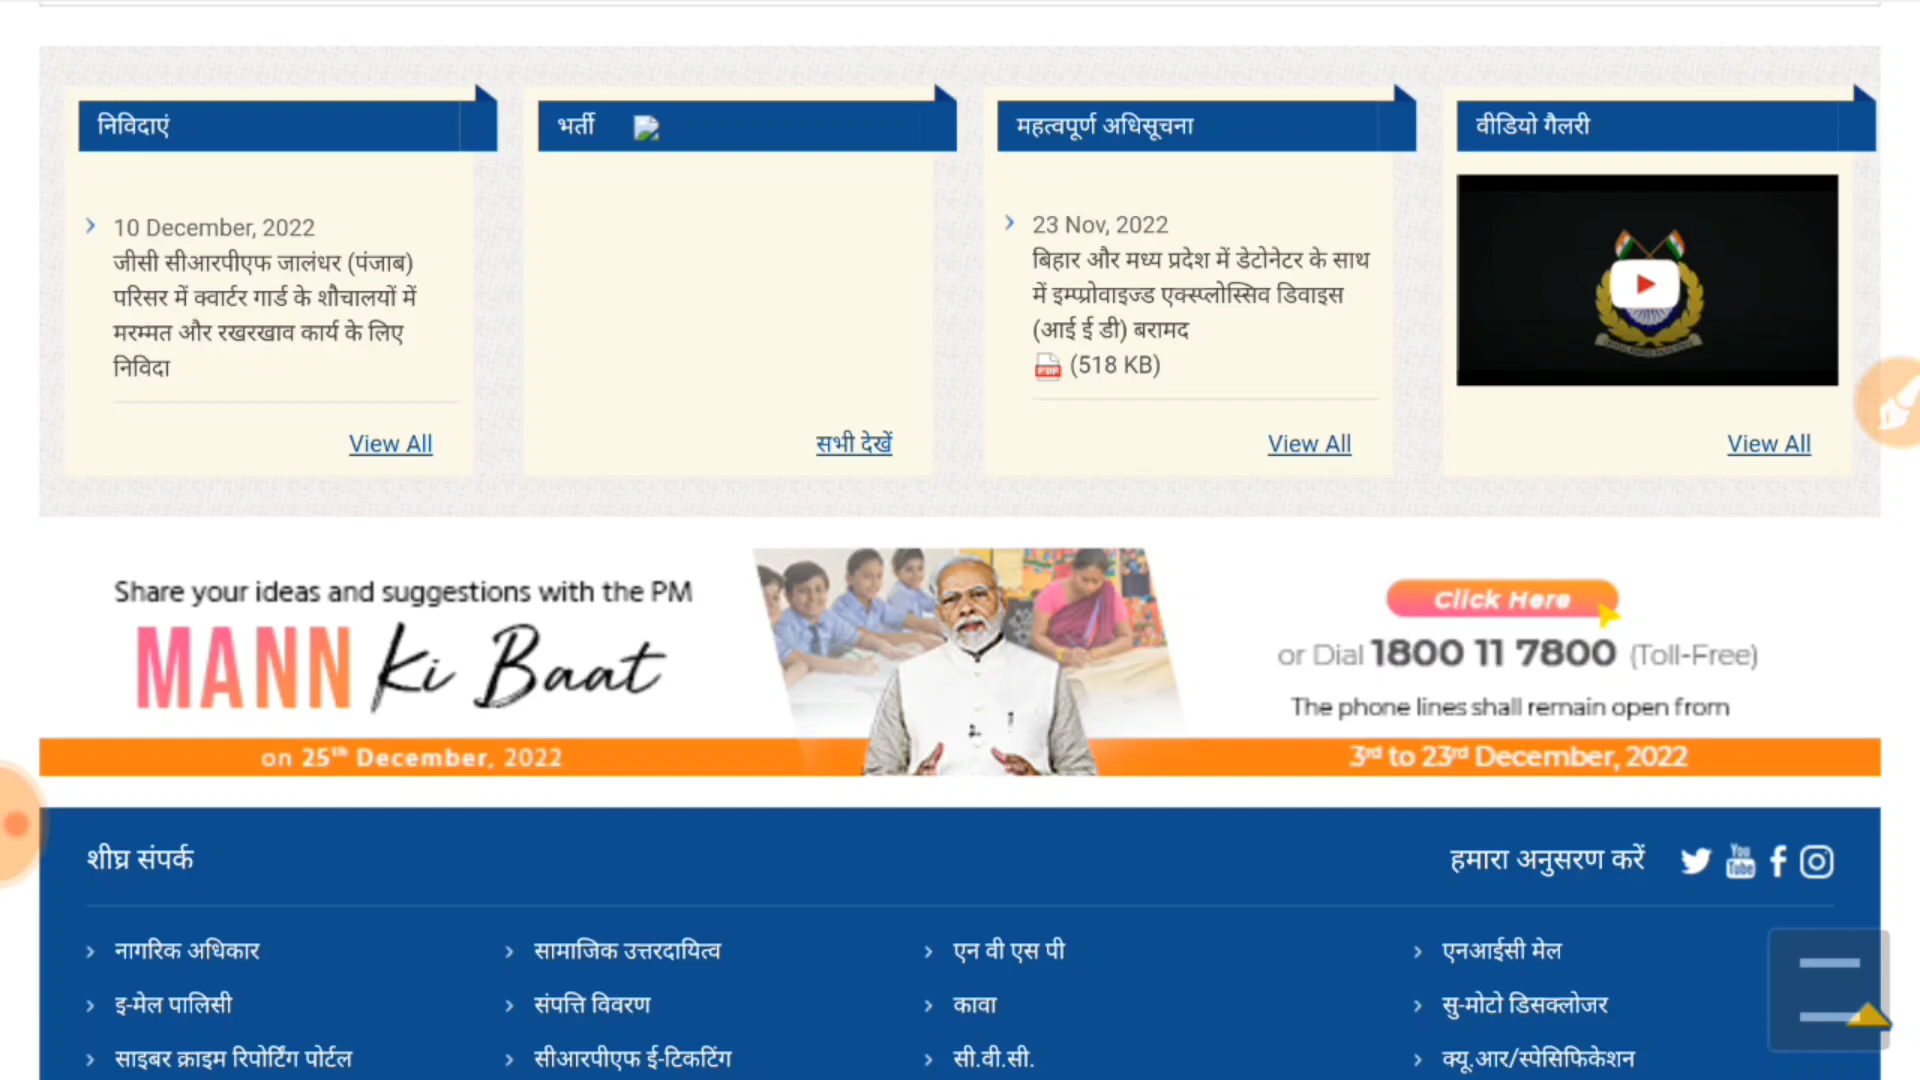 निविदाएं
10 December, 2022
जीसी सीआरपीएफ जालंधर (पंजाब)
परिसर में क्वार्टर गार्ड के शौचालयों में
मरम्मत और रखरखाव कार्य के लिए
निविदा
View All
भर्ती
सभी देखें
महत्वपूर्ण अधिसूचना
23 Nov, 2022
बिहार और मध्य प्रदेश में डेटोनेटर के साथ
में इम्प्रोवाइज्ड एक्स्प्लोस्सिव डिवाइस
(आई ई डी) बरामद
PDF (518 KB)
View All
वीडियो गैलरी
View All
Share your ideas and suggestions with the PM
MANN Ki Baat
on 25th December, 2022
Click Here
or Dial 1800 11 7800 (Toll-Free)
The phone lines shall remain open from
3rd to 23rd December, 2022
शीघ्र संपर्क
हमारा अनुसरण करें
You Tube
नागरिक अधिकार
सामाजिक उत्तरदायित्व
एन वी एस पी
एनआईसी मेल
इ-मेल पालिसी
संपत्ति विवरण
कावा
सु-मोटो डिसक्लोजर
साइबर क्राइम रिपोर्टिंग पोर्टल
सीआरपीएफ ई-टिकटिंग
सी.वी.सी.
क्यू.आर/स्पेसिफिकेशन